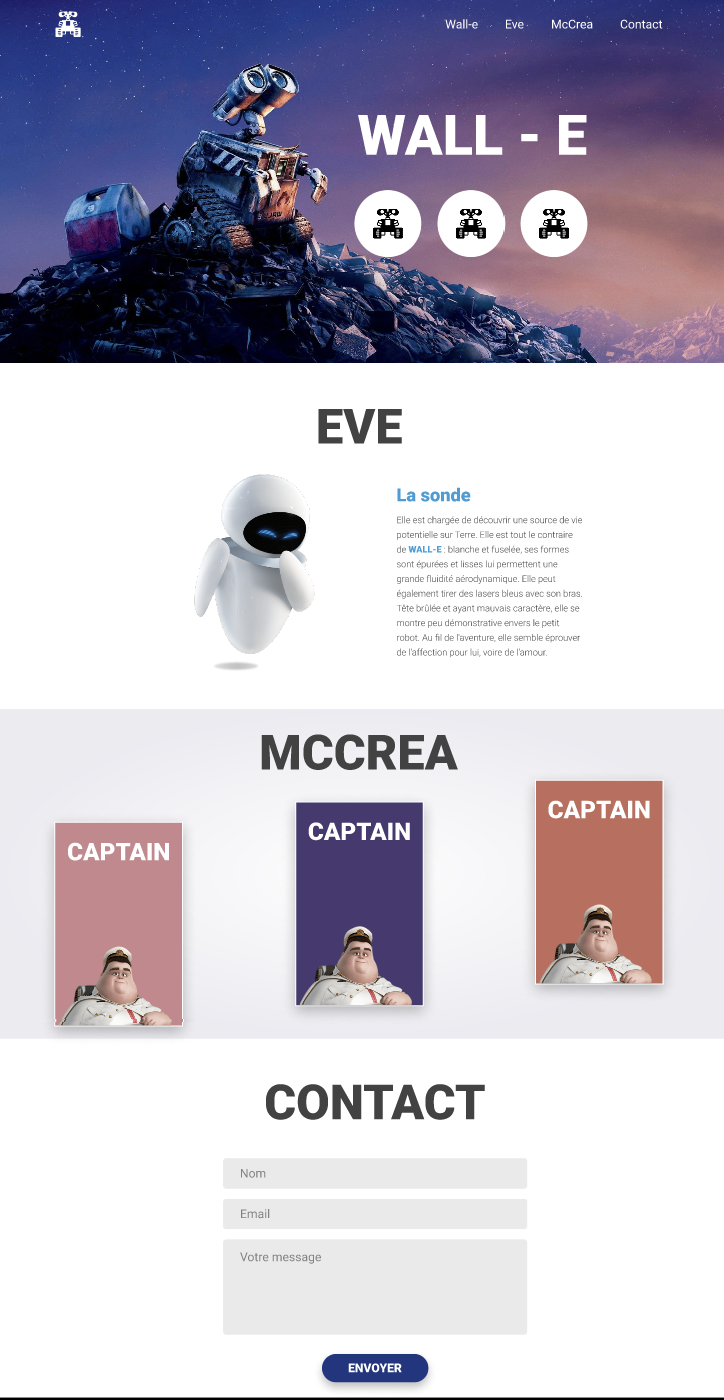 Wall-e Eve McCrea Contact
WALL - E
EVE
La sonde
Elle est chargée de découvrir une source de vie
potentielle sur Terre. Elle est tout le contraire
de WALL-E : blanche et fuselée, ses formes
sont épurées et lisses lui permettent une
grande fluidité aérodynamique. Elle peut
également tirer des lasers bleus avec son bras.
Tête brûlée et ayant mauvais caractère, elle se
montre peu démonstrative envers le petit
robot. Au fil de l'aventure, elle semble éprouver
de l'affection pour lui, voire de l'amour.
MCCREA
CAPTAIN
CAPTAIN
CAPTAIN
CONTACT
Nom
Email
Votre message
ENVOYER